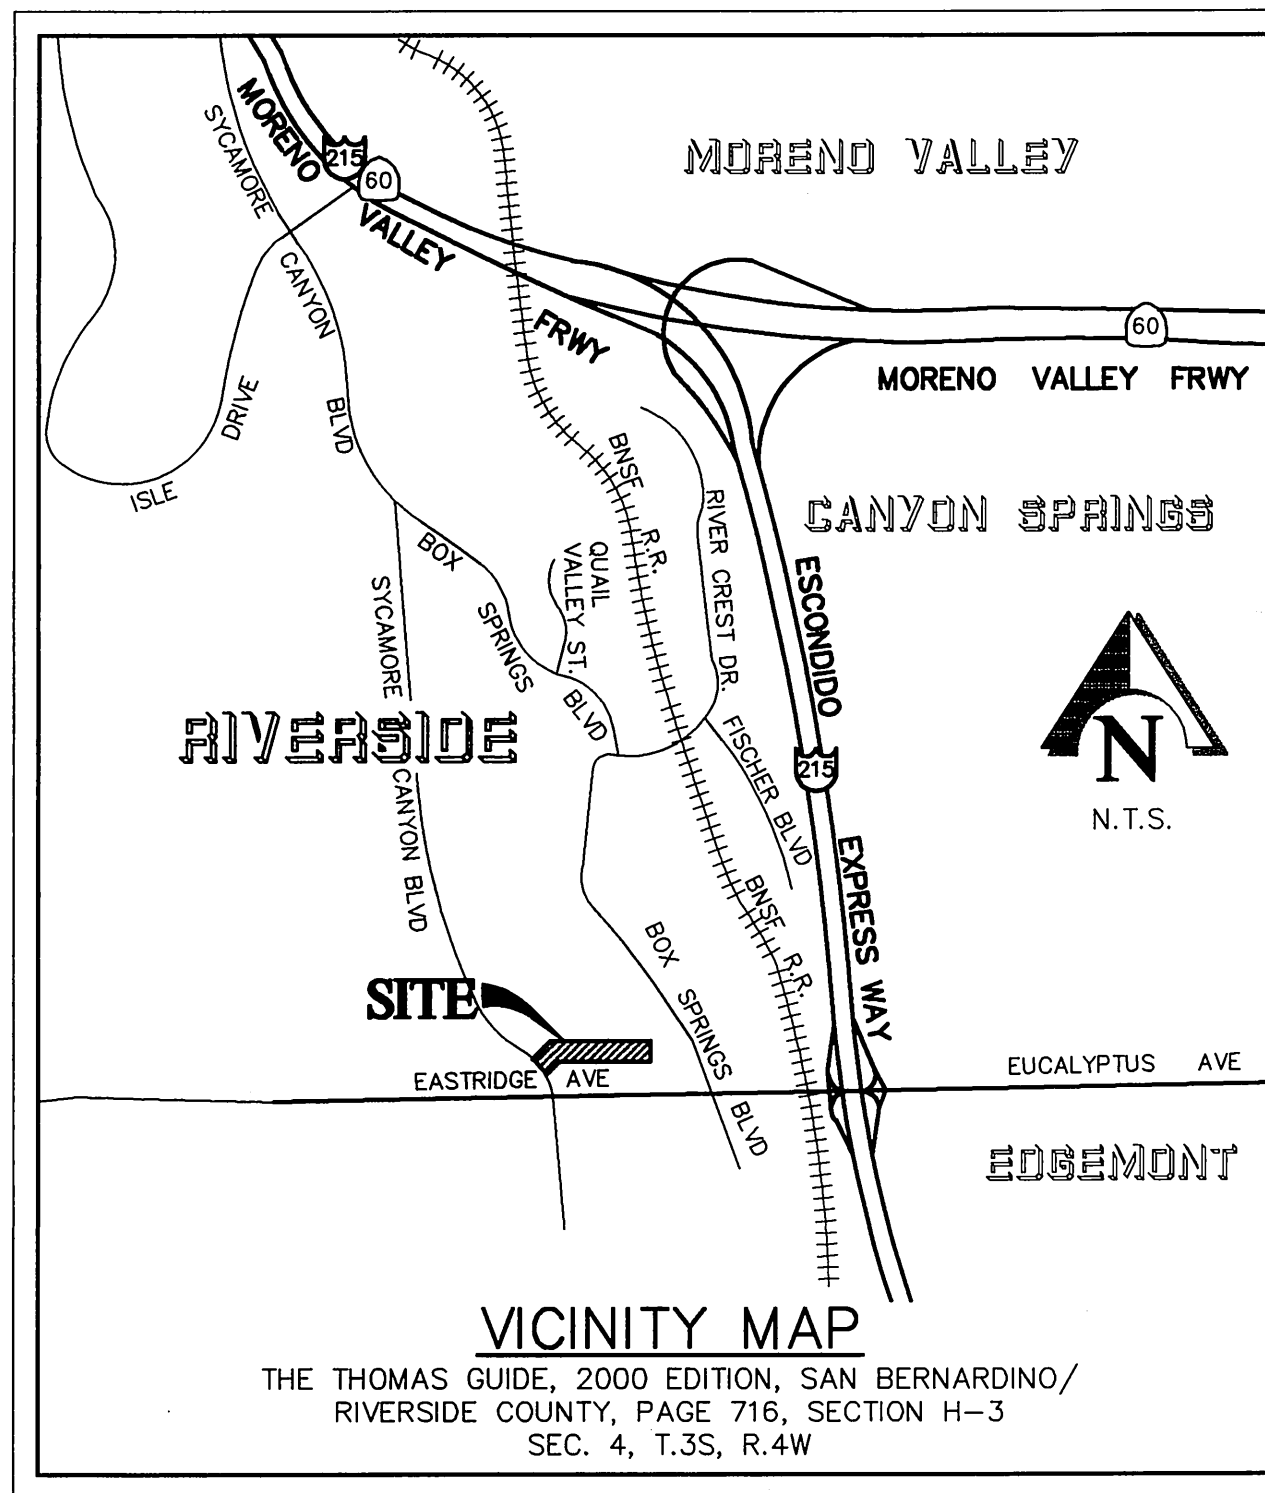 MORENO VALLEY
SYCAMORE
CANYON
BLVD
MORENO
VALLEY
FRWY
215
60
60
MORENO VALLEY FRWY
ISLE
DRIVE
BNSF
R.R.
RIVER CREST DR.
CANYON SPRINGS
BOX
SPRINGS
BLVD
QUAIL
VALLEY ST.
SYCAMORE
CANYON BLVD
RIVERSIDE
ESCONDIDO
215
EXPRESS WAY
FISCHER BLVD
N
N.T.S.
BNSF
R.R.
BOX
SPRINGS
BLVD
SITE
EASTRIDGE AVE
EUCALYPTUS AVE
EDGEMONT
VICINITY MAP
THE THOMAS GUIDE, 2000 EDITION, SAN BERNARDINO/
RIVERSIDE COUNTY, PAGE 716, SECTION H-3
SEC. 4, T.3S, R.4W